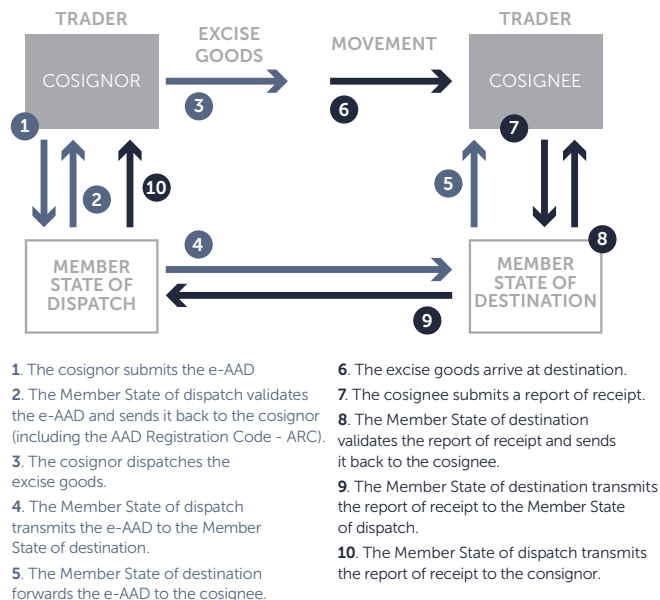 TRADER
EXCISE
GOODS
MOVEMENT
TRADER
COSIGNOR
COSIGNEE
3
6
1
7
2
10
5
4
8
MEMBER
STATE OF
DISPATCH
MEMBER
STATE OF
DESTINATION
9
1. The cosignor submits the e-AAD
2. The Member State of dispatch validates
the e-AAD and sends it back to the cosignor
(including the AAD Registration Code - ARC).
3. The cosignor dispatches the
excise goods.
4. The Member State of dispatch
transmits the e-AAD to the Member
State of destination.
5. The Member State of destination
forwards the e-AAD to the cosignee.
6. The excise goods arrive at destination.
7. The cosignee submits a report of receipt.
8. The Member State of destination
validates the report of receipt and sends
it back to the cosignee.
9. The Member State of destination transmits
the report of receipt to the Member State
of dispatch.
10. The Member State of dispatch transmits
the report of receipt to the consignor.